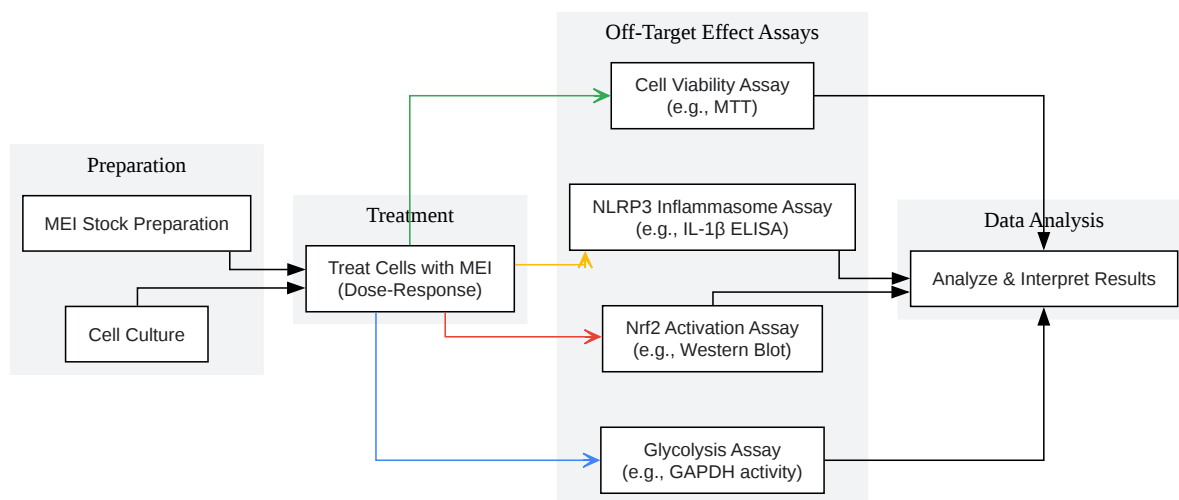 Preparation
MEI Stock Preparation
Cell Culture
Treatment
Treat Cells with MEI
(Dose-Response)
Off-Target Effect Assays
Cell Viability Assay
(e.g., MTT)
NLRP3 Inflammasome Assay
(e.g., IL-1β ELISA)
Nrf2 Activation Assay
(e.g., Western Blot)
Glycolysis Assay
(e.g., GAPDH activity)
Data Analysis
Analyze & Interpret Results